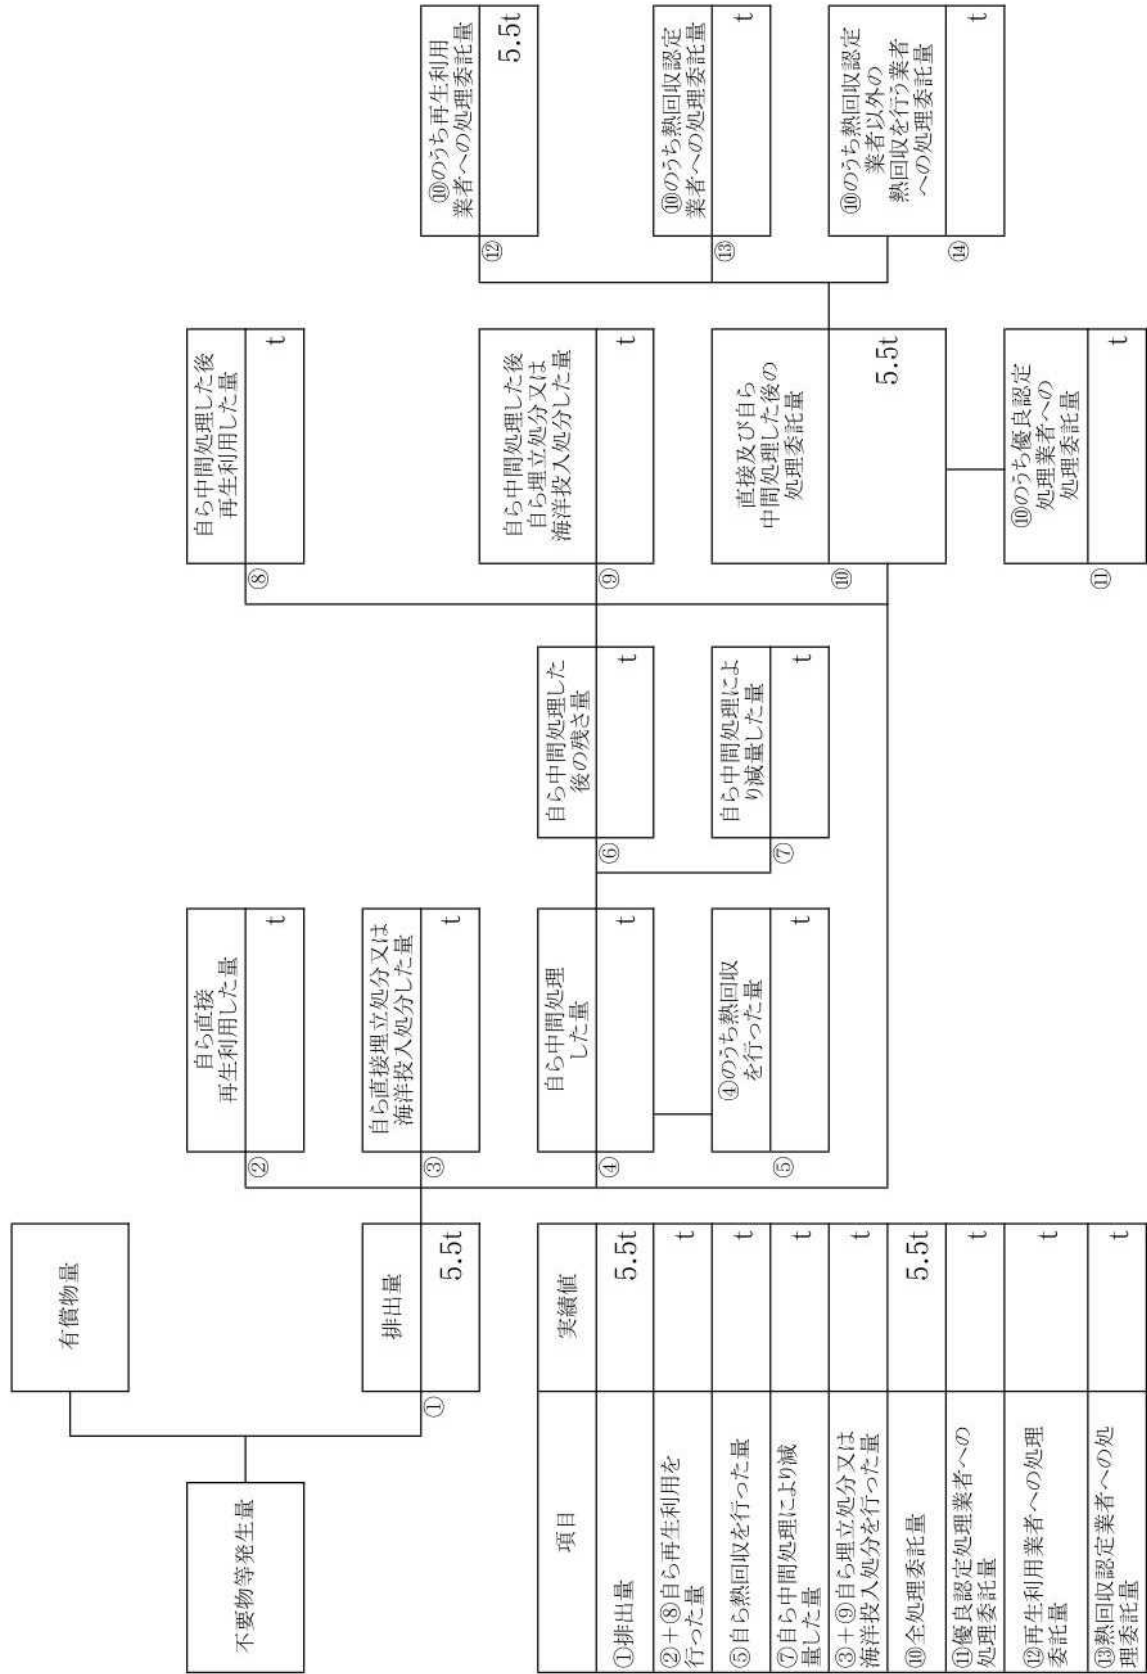 不要物等発生量
有償物量
排出量
①
5.5t
自ら直接
再生利用した量
②
t
自ら直接埋立処分又は
海洋投入処分した量
③
t
自ら中間処理
した量
④
t
④のうち熱回収
を行った量
⑤
t
自ら中間処理した
後の残さ量
⑥
t
自ら中間処理によ
り減量した量
⑦
t
自ら中間処理した後
再生利用した量
⑧
t
自ら中間処理した後
自ら埋立処分又は
海洋投入処分した量
⑨
t
直接及び自ら
中間処理した後の
処理委託量
⑩
5.5t
⑩のうち優良認定
処理業者への
処理委託量
⑪
t
⑩のうち再生利用
業者への処理委託量
⑫
5.5t
⑩のうち熱回収認定
業者への処理委託量
⑬
t
⑩のうち熱回収認定
業者以外の
熱回収を行う業者
への処理委託量
⑭
t
項目
実績値
①排出量
5.5t
②+⑧自ら再生利用を
行った量
t
⑤自ら熱回収を行った量
t
⑦自ら中間処理により減
量した量
t
③+⑨自ら埋立処分又は
海洋投入処分を行った量
t
⑩全処理委託量
5.5t
⑪優良認定処理業者への
処理委託量
t
⑫再生利用業者への処理
委託量
t
⑬熱回収認定業者への処
理委託量
t